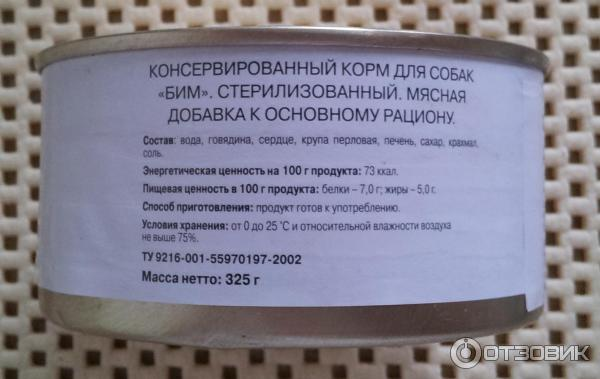 КОНСЕРВИРОВАННЫЙ КОРМ ДЛЯ СОБАК
«БИМ». СТЕРИЛИЗОВАННЫЙ. МЯСНАЯ
ДОБАВКА К ОСНОВНОМУ РАЦИОНУ.
Состав: вода, говядина, сердце, крупа перловая, печень, сахар, крахмал,
соль.
Энергетическая ценность на 100 г продукта: 73 ккал.
Пищевая ценность в 100 г продукта: белки – 7,0 г; жиры – 5,0 г.
Способ приготовления: продукт готов к употреблению.
Условия хранения: от 0 до 25 °С и относительной влажности воздуха
не выше 75%.
ТУ 9216-001-55970197-2002
Масса нетто: 325 г
ОТЗОВИК